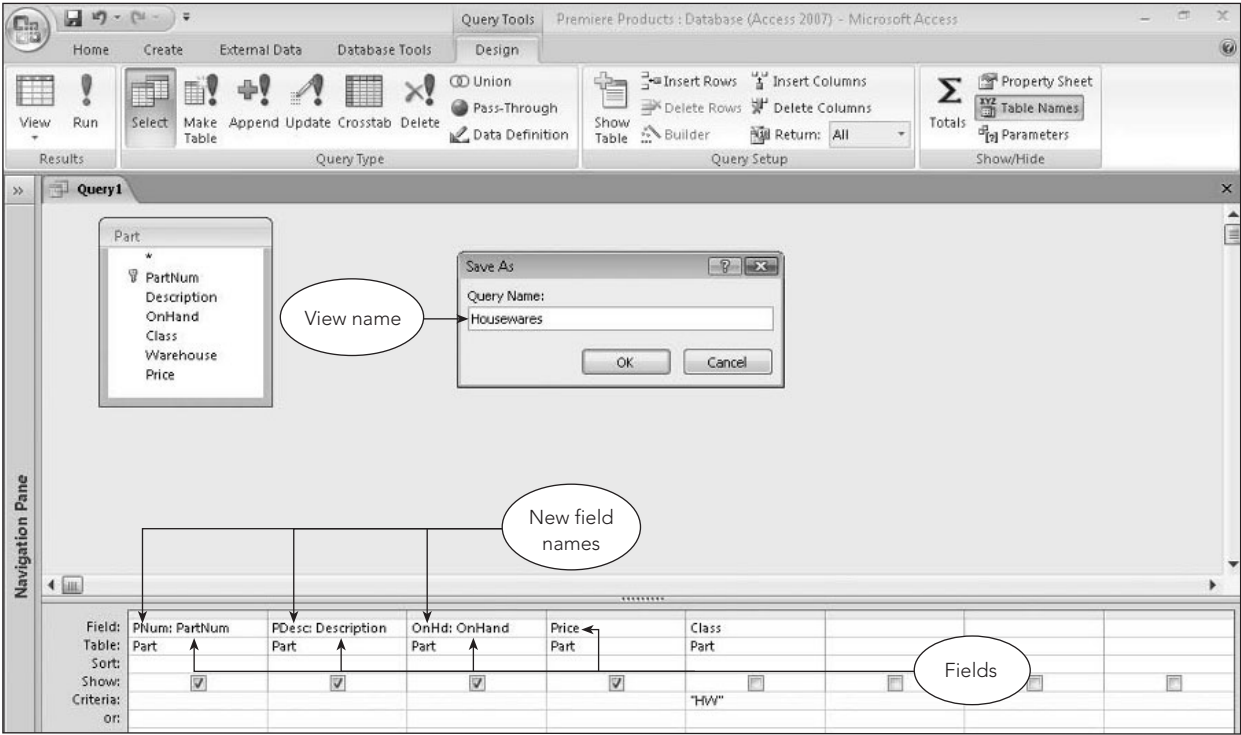 Query Tools
Premiere Products : Database (Access 2007) - Microsoft Access
Home Create External Data Database Tools Design
View Run
Results
Select Make Table Append Update Crosstab Delete
Union
Pass-Through
Data Definition
Query Type
Show Table
Insert Rows
Delete Rows
Builder
Insert Columns
Delete Columns
Return: All
Query Setup
Σ
Totals
Property Sheet
XYZ
Table Names
[?] Parameters
Show/Hide
Query1
Part
*
PartNum
Description
OnHand
Class
Warehouse
Price
View name
Save As
Query Name:
Housewares
OK Cancel
Navigation Pane
New field
names
Field: PNum: PartNum PDesc: Description OnHd: OnHand Price Class
Table: Part Part Part Part Part
Sort:
Show:
Criteria: "HW"
or:
Fields